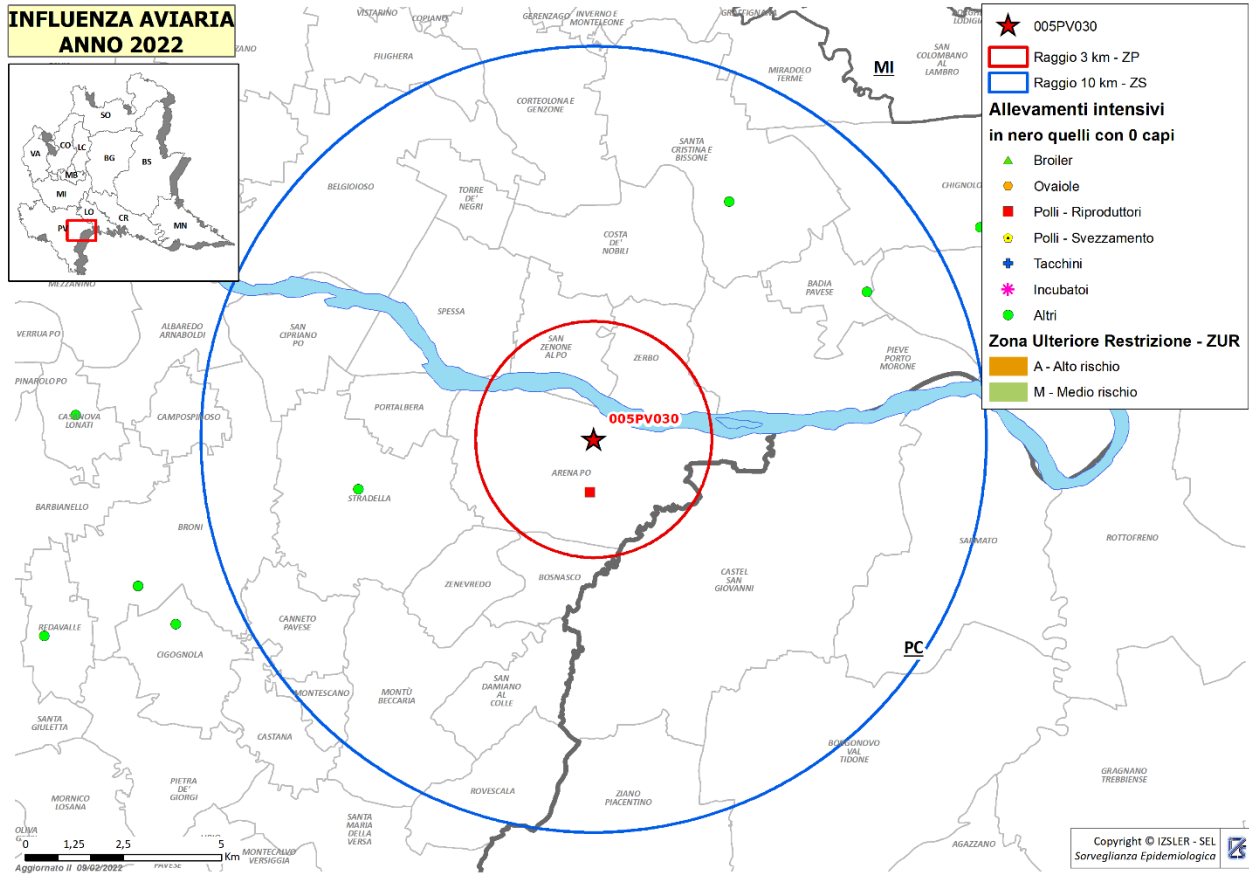 INFLUENZA AVIARIA
ANNO 2022
SO
VA
CO
LC
BG
BS
MB
MI
LO
CR
MN
PV
VISTARINO
COPIANO
GERENZAGO
INVERNO E
MONTELEONE
GRAFFIGNANA
FILIGHERA
MI
SAN
COLOMBANO
AL
LAMBRO
MIRADOLO
TERME
CORTEOLONA E
GENZONE
SANTA
CRISTINA E
BISSONE
BELGIOIOSO
TORRE
DE'
NEGRI
CHIGNOLO
COSTA
DE'
NOBILI
BADIA
PAVESE
MEZZANINO
SPESSA
VERRUA PO
ALBAREDO
ARNABOLDI
SAN
CIPRIANO
PO
SAN
ZENONE
AL PO
ZERBO
PIEVE
PORTO
MORONE
PINAROLO PO
CASANOVA
LONATI
CAMPOSPINOSO
PORTALBERA
005PV030
ARENA PO
STRADELLA
BARBIANELLO
BRONI
SARMATO
ROTTOFRENO
CASTEL
SAN
GIOVANNI
ZENEVREDO
BOSNASCO
REDAVALLE
CANNETO
PAVESE
CIGOGNOLA
PC
SAN
DAMIANO
AL
COLLE
MONTESCANO
MONTÙ
BECCARIA
SANTA
GIULETTA
CASTANA
BORGONOVO
VAL
TIDONE
GRAGNANO
TREBBIENSE
PIETRA
DE'
GIORGI
MORNICO
LOSANA
ROVESCALA
ZIANO
PIACENTINO
SANTA
MARIA
DELLA
VERSA
OLIVA
MONTECALVO
VERSIGGIA
PAVESE
AGAZZANO
005PV030
Raggio 3 km - ZP
Raggio 10 km - ZS
Allevamenti intensivi
in nero quelli con 0 capi
Broiler
Ovaiole
Polli - Riproduttori
Polli - Svezzamento
Tacchini
Incubatoi
Altri
Zona Ulteriore Restrizione - ZUR
A - Alto rischio
M - Medio rischio
0 1,25 2,5 5
Km
Aggiornato il 09/02/2022
Copyright © IZSLER - SEL
Sorveglianza Epidemiologica